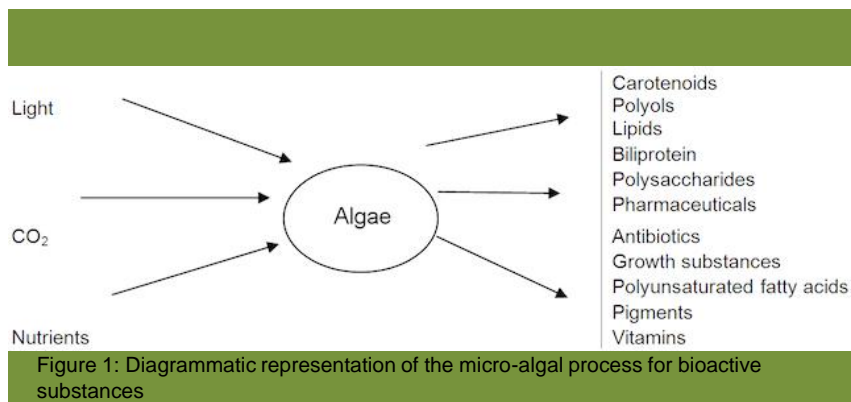 Light
CO₂
Nutrients
Algae
Carotenoids
Polyols
Lipids
Biliprotein
Polysaccharides
Pharmaceuticals
Antibiotics
Growth substances
Polyunsaturated fatty acids
Pigments
Vitamins
Figure 1: Diagrammatic representation of the micro-algal process for bioactive
substances